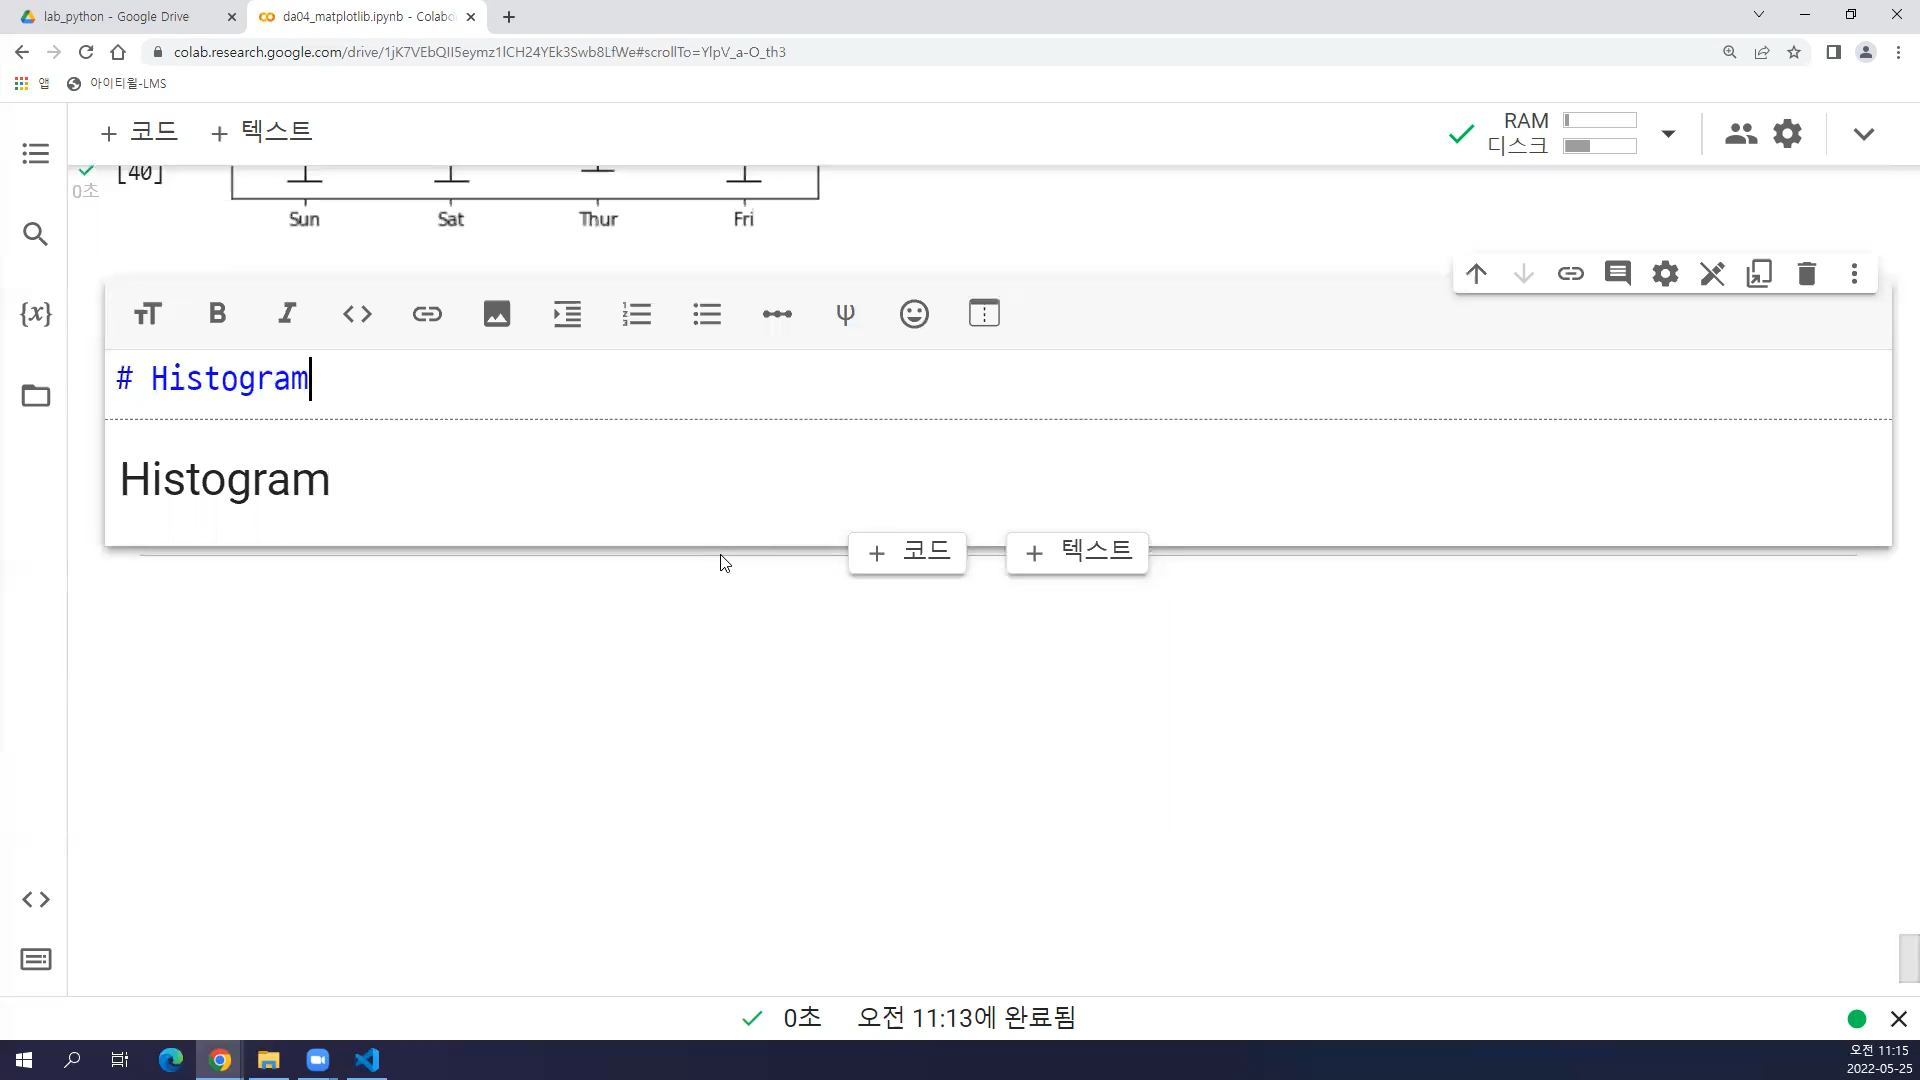 lab_python - Google Drive
da04_matplotlib.ipynb - Colabo
colab.research.google.com/drive/1jK7VEbQII5eymz1lCH24YEk3Swb8LfWe#scrollTo=YlpV_a-O_th3
앱
아이티윌-LMS
+ 코드
+ 텍스트
RAM
디스크
[40]
0초
Sun
Sat
Thur
Fri
{x}
# Histogram
Histogram
+ 코드
+ 텍스트
0초 오전 11:13에 완료됨
오전 11:15
2022-05-25